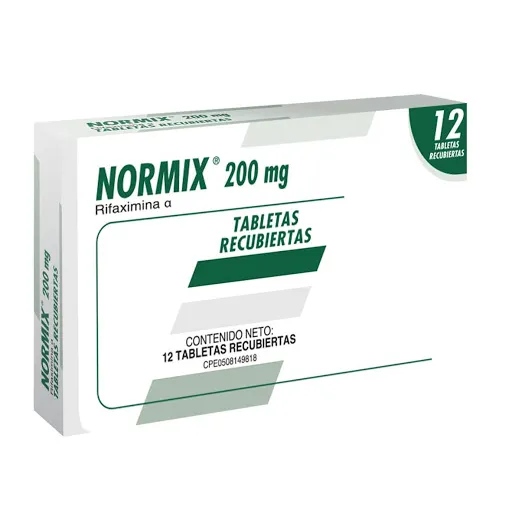 NORMIX® 200 mg
TABLETAS RECUBIERTAS
12
TABLETAS
RECUBIERTAS
NORMIX® 200 mg
Rifaximina α
TABLETAS
RECUBIERTAS
CONTENIDO NETO:
12 TABLETAS RECUBIERTAS
CPE0508149818
NORMIX® 200 mg
TABLETAS RECUBIERTAS